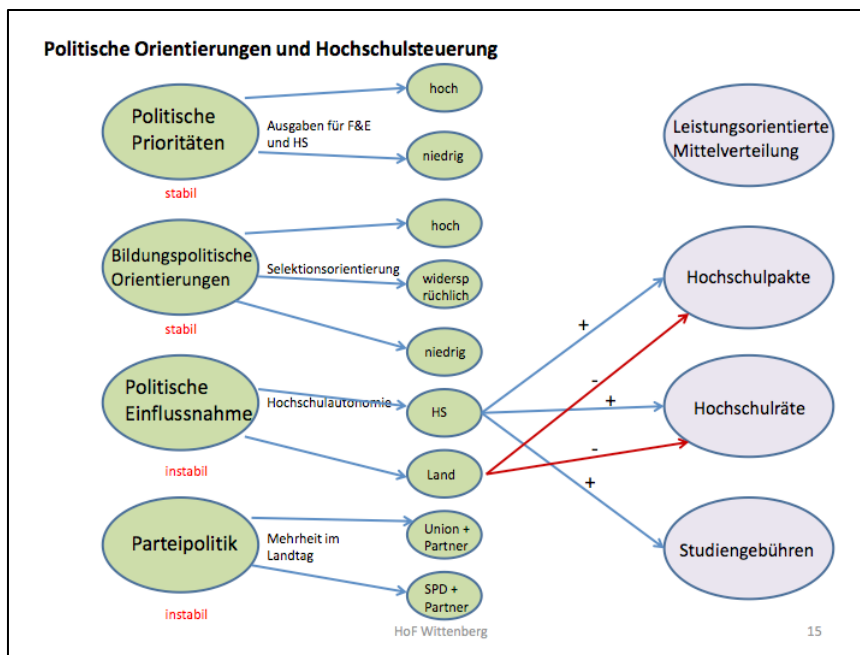 Politische Orientierungen und Hochschulsteuerung
Politische
Prioritäten
stabil
Ausgaben für F&E
und HS
hoch
niedrig
Bildungspolitische
Orientierungen
stabil
Selektionsorientierung
hoch
widersp
rüchlich
niedrig
Politische
Einflussnahme
instabil
Hochschulautonomie
HS
Land
Parteipolitik
instabil
Mehrheit im
Landtag
Union +
Partner
SPD +
Partner
+
-
+
-
+
Leistungsorientierte
Mittelverteilung
Hochschulpakte
Hochschulräte
Studiengebühren
HoF Wittenberg
15